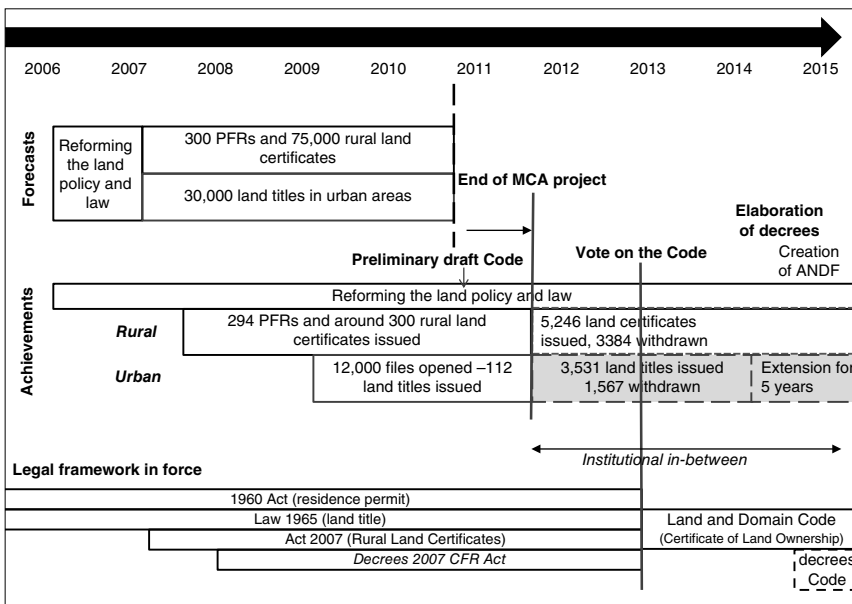 2006 2007 2008 2009 2010 2011 2012 2013 2014 2015
Forecasts
Reforming
the land
policy and
law
300 PFRs and 75,000 rural land
certificates
30,000 land titles in urban areas
End of MCA project
Elaboration
of decrees
Creation
of ANDF
Preliminary draft Code
Vote on the Code
Achievements
Reforming the land policy and law
Rural
294 PFRs and around 300 rural land
certificates issued
5,246 land certificates
issued, 3384 withdrawn
Urban
12,000 files opened –112
land titles issued
3,531 land titles issued
1,567 withdrawn
Extension for
5 years
Institutional in-between
Legal framework in force
1960 Act (residence permit)
Law 1965 (land title)
Act 2007 (Rural Land Certificates)
Decrees 2007 CFR Act
Land and Domain Code
(Certificate of Land Ownership)
decrees
Code